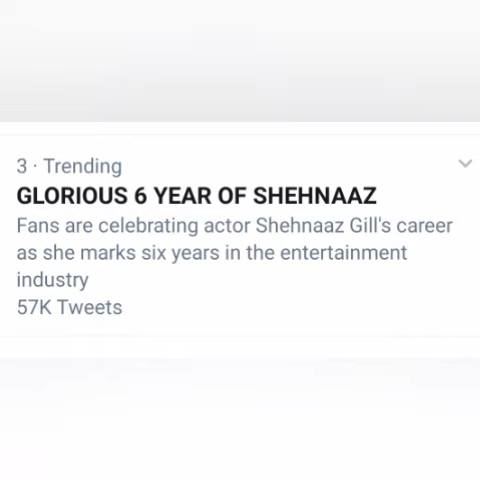 3 · Trending
GLORIOUS 6 YEAR OF SHEHNAAZ
Fans are celebrating actor Shehnaaz Gill's career
as she marks six years in the entertainment
industry
57K Tweets